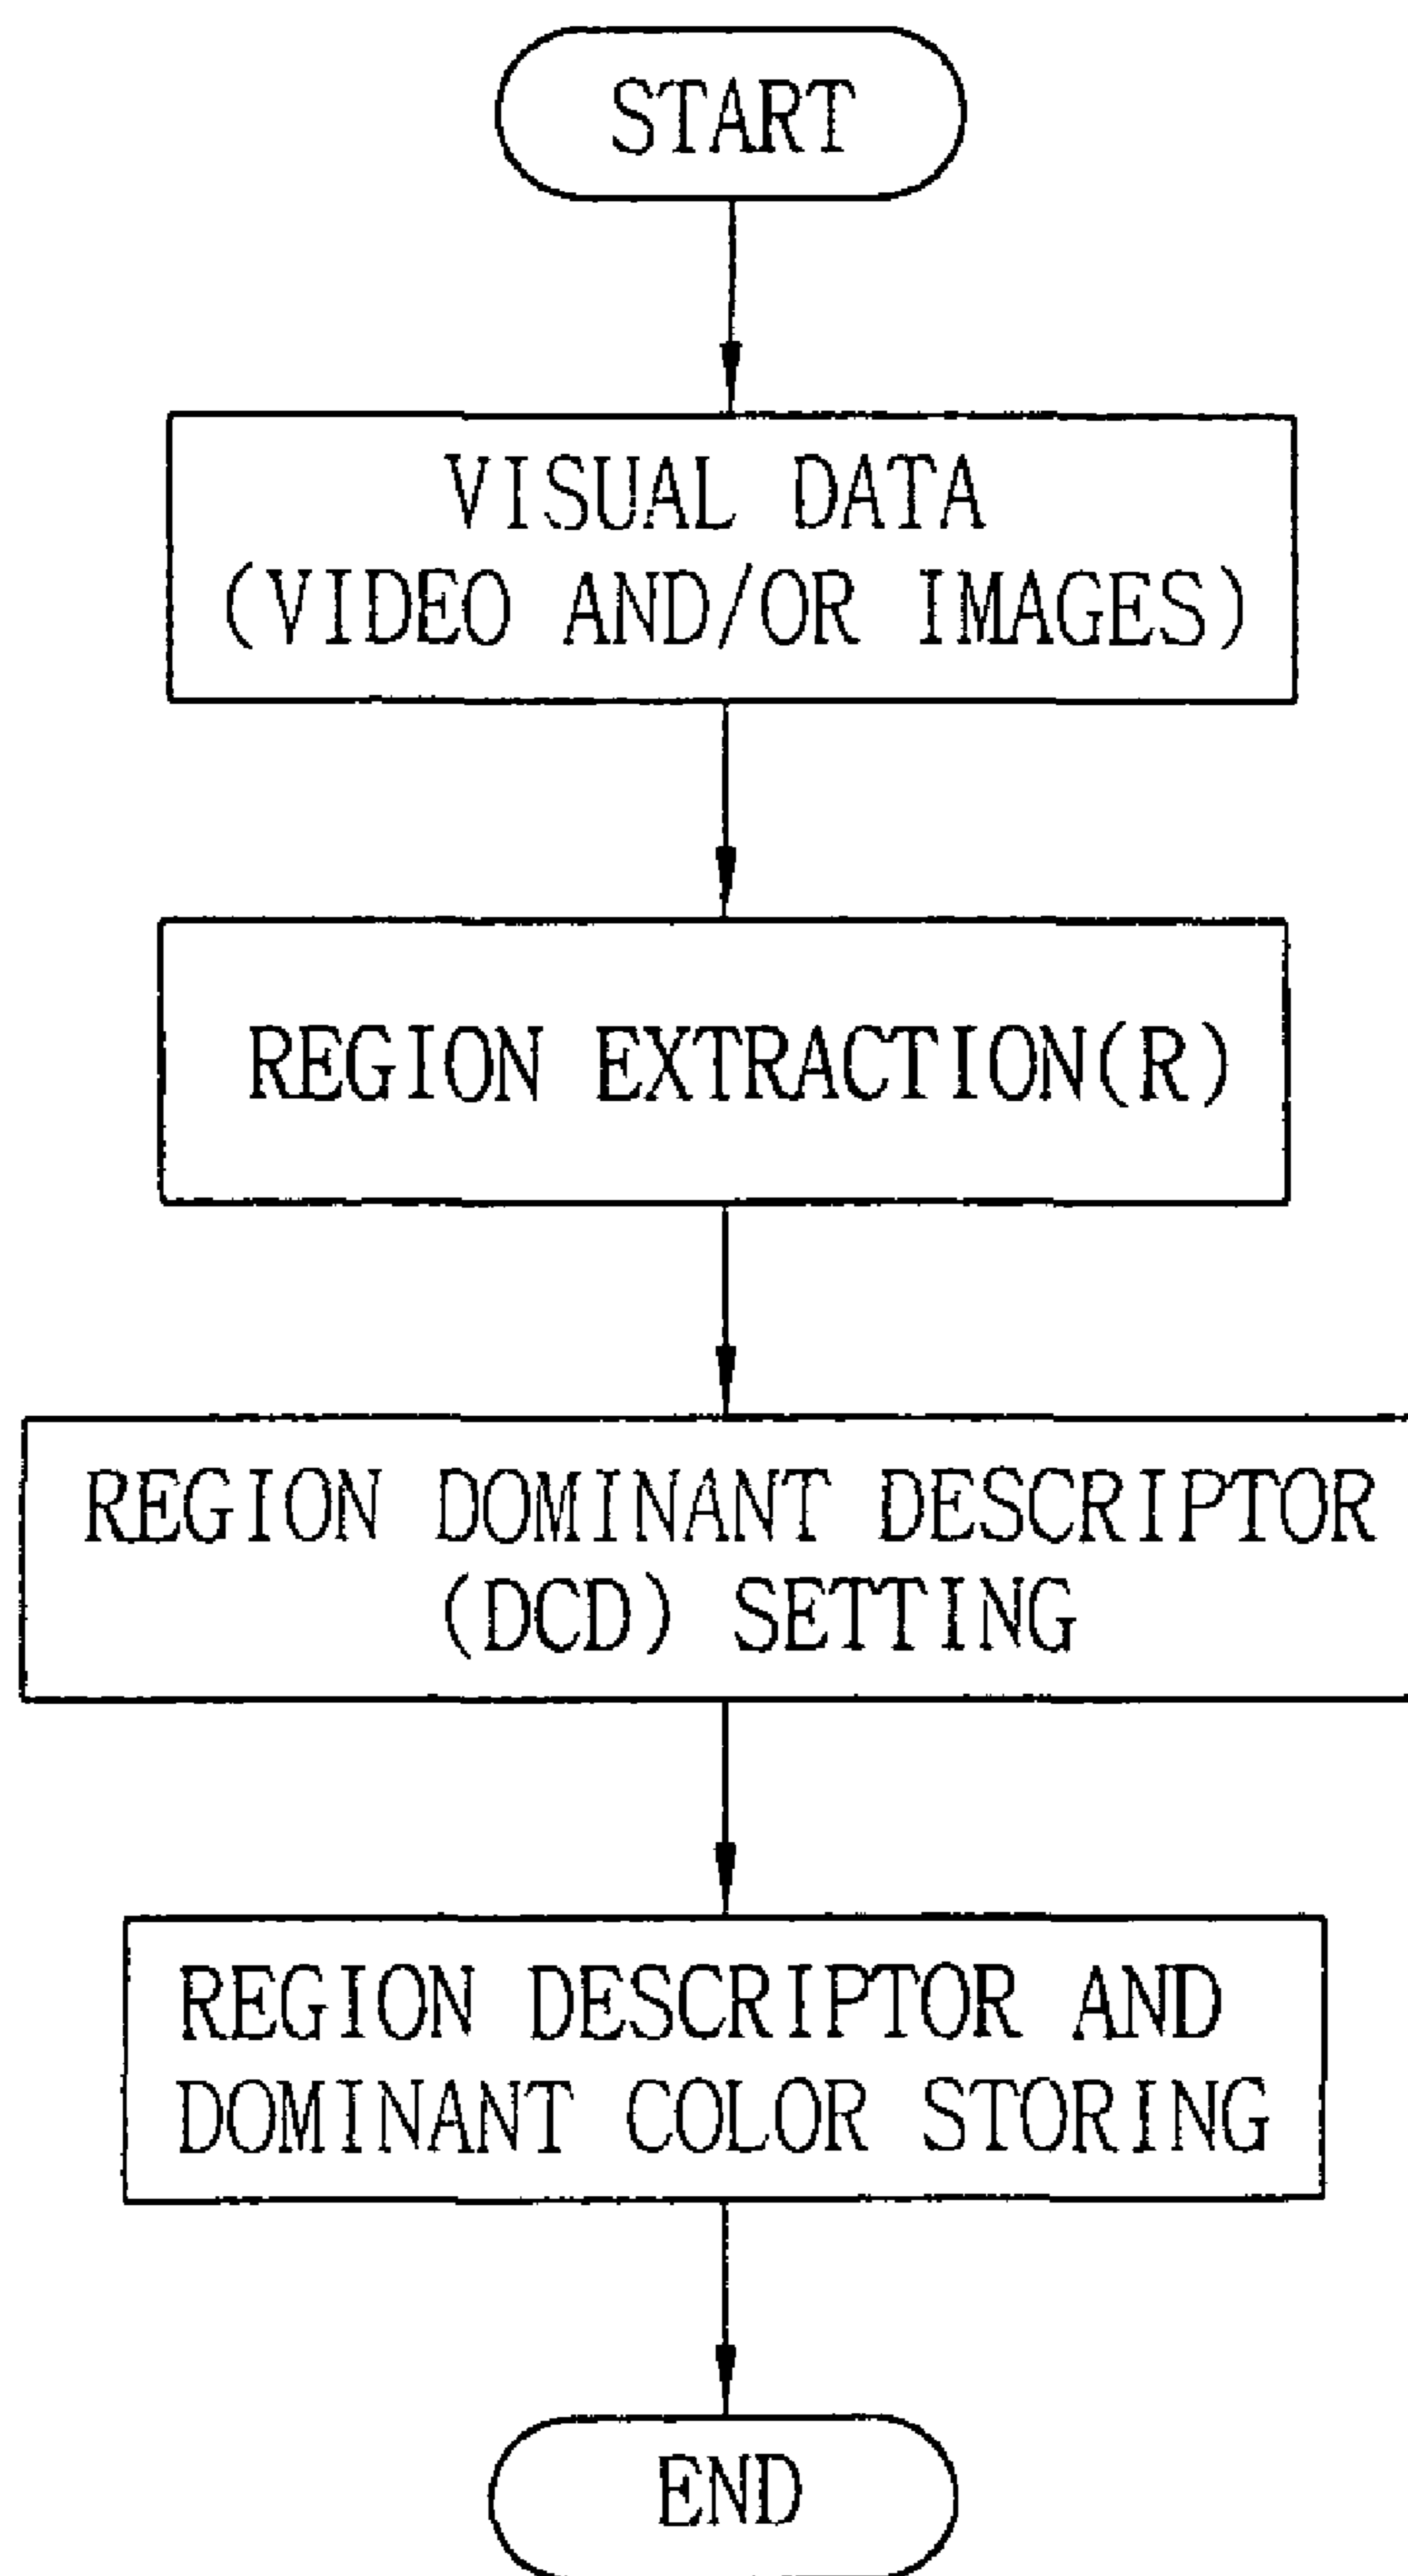 START
VISUAL DATA
(VIDEO AND/OR IMAGES)
REGION EXTRACTION(R)
REGION DOMINANT DESCRIPTOR
(DCD) SETTING
REGION DESCRIPTOR AND
DOMINANT COLOR STORING
END